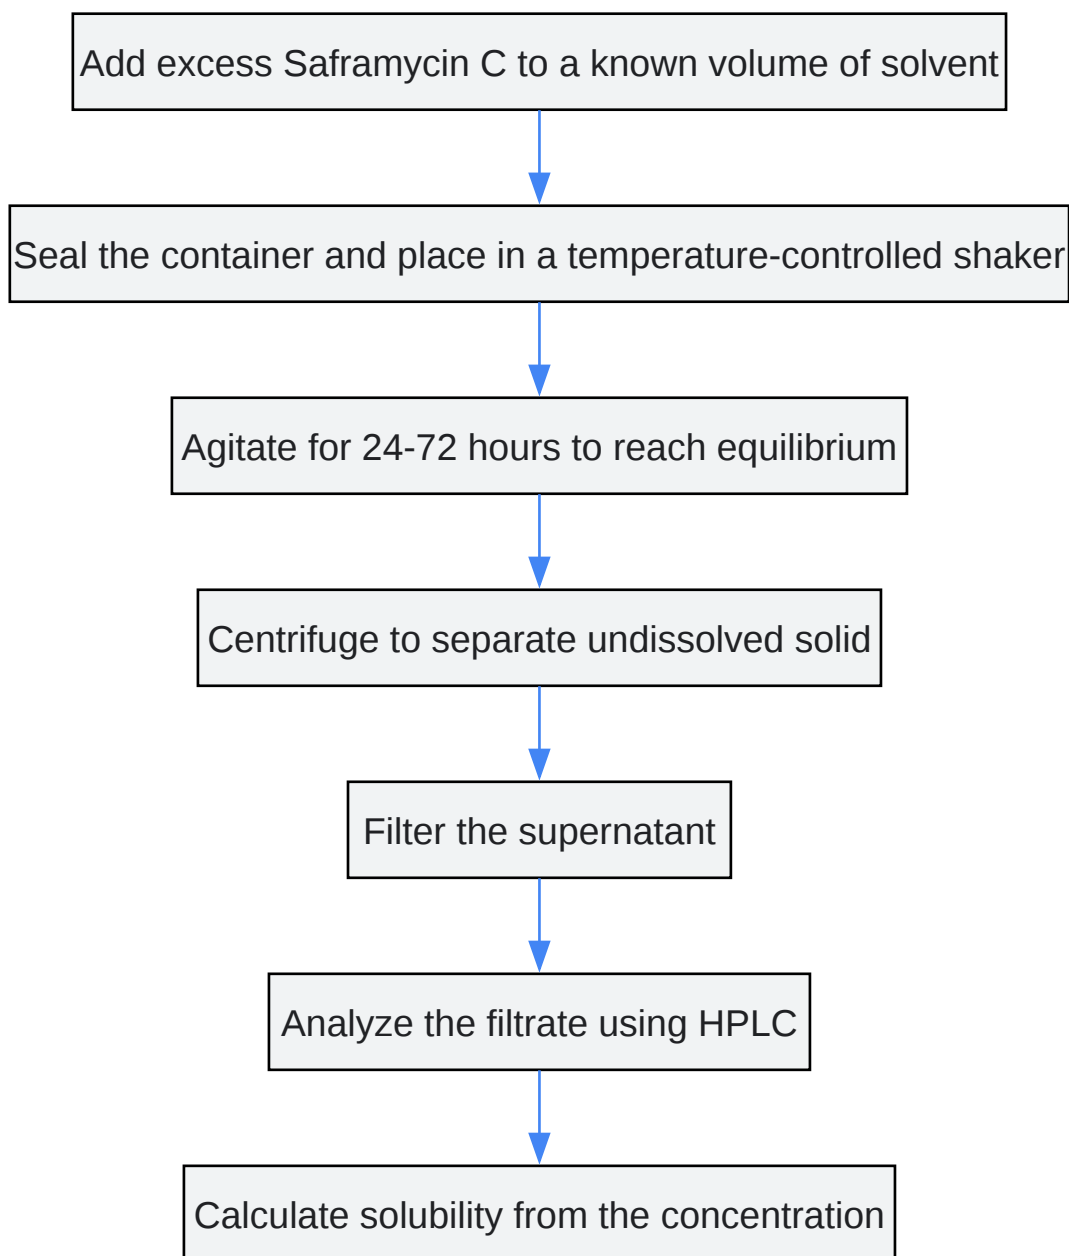 Add excess Saframycin C to a known volume of solvent
Seal the container and place in a temperature-controlled shaker
Agitate for 24-72 hours to reach equilibrium
Centrifuge to separate undissolved solid
Filter the supernatant
Analyze the filtrate using HPLC
Calculate solubility from the concentration